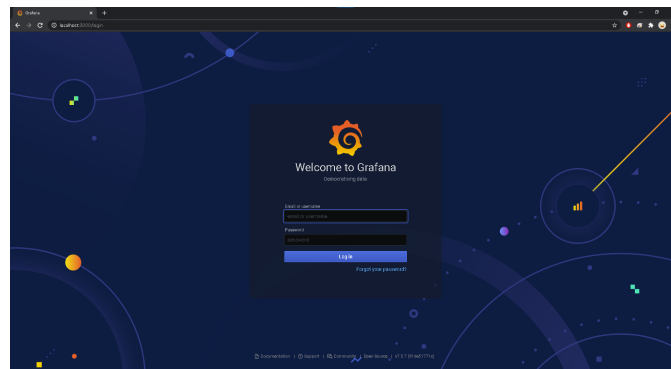 Grafana
localhost:3000/login
Welcome to Grafana
Email or username
email or username
Password
password
Log in
Forgot your password?
Documentation | Support | Community | Open Source |